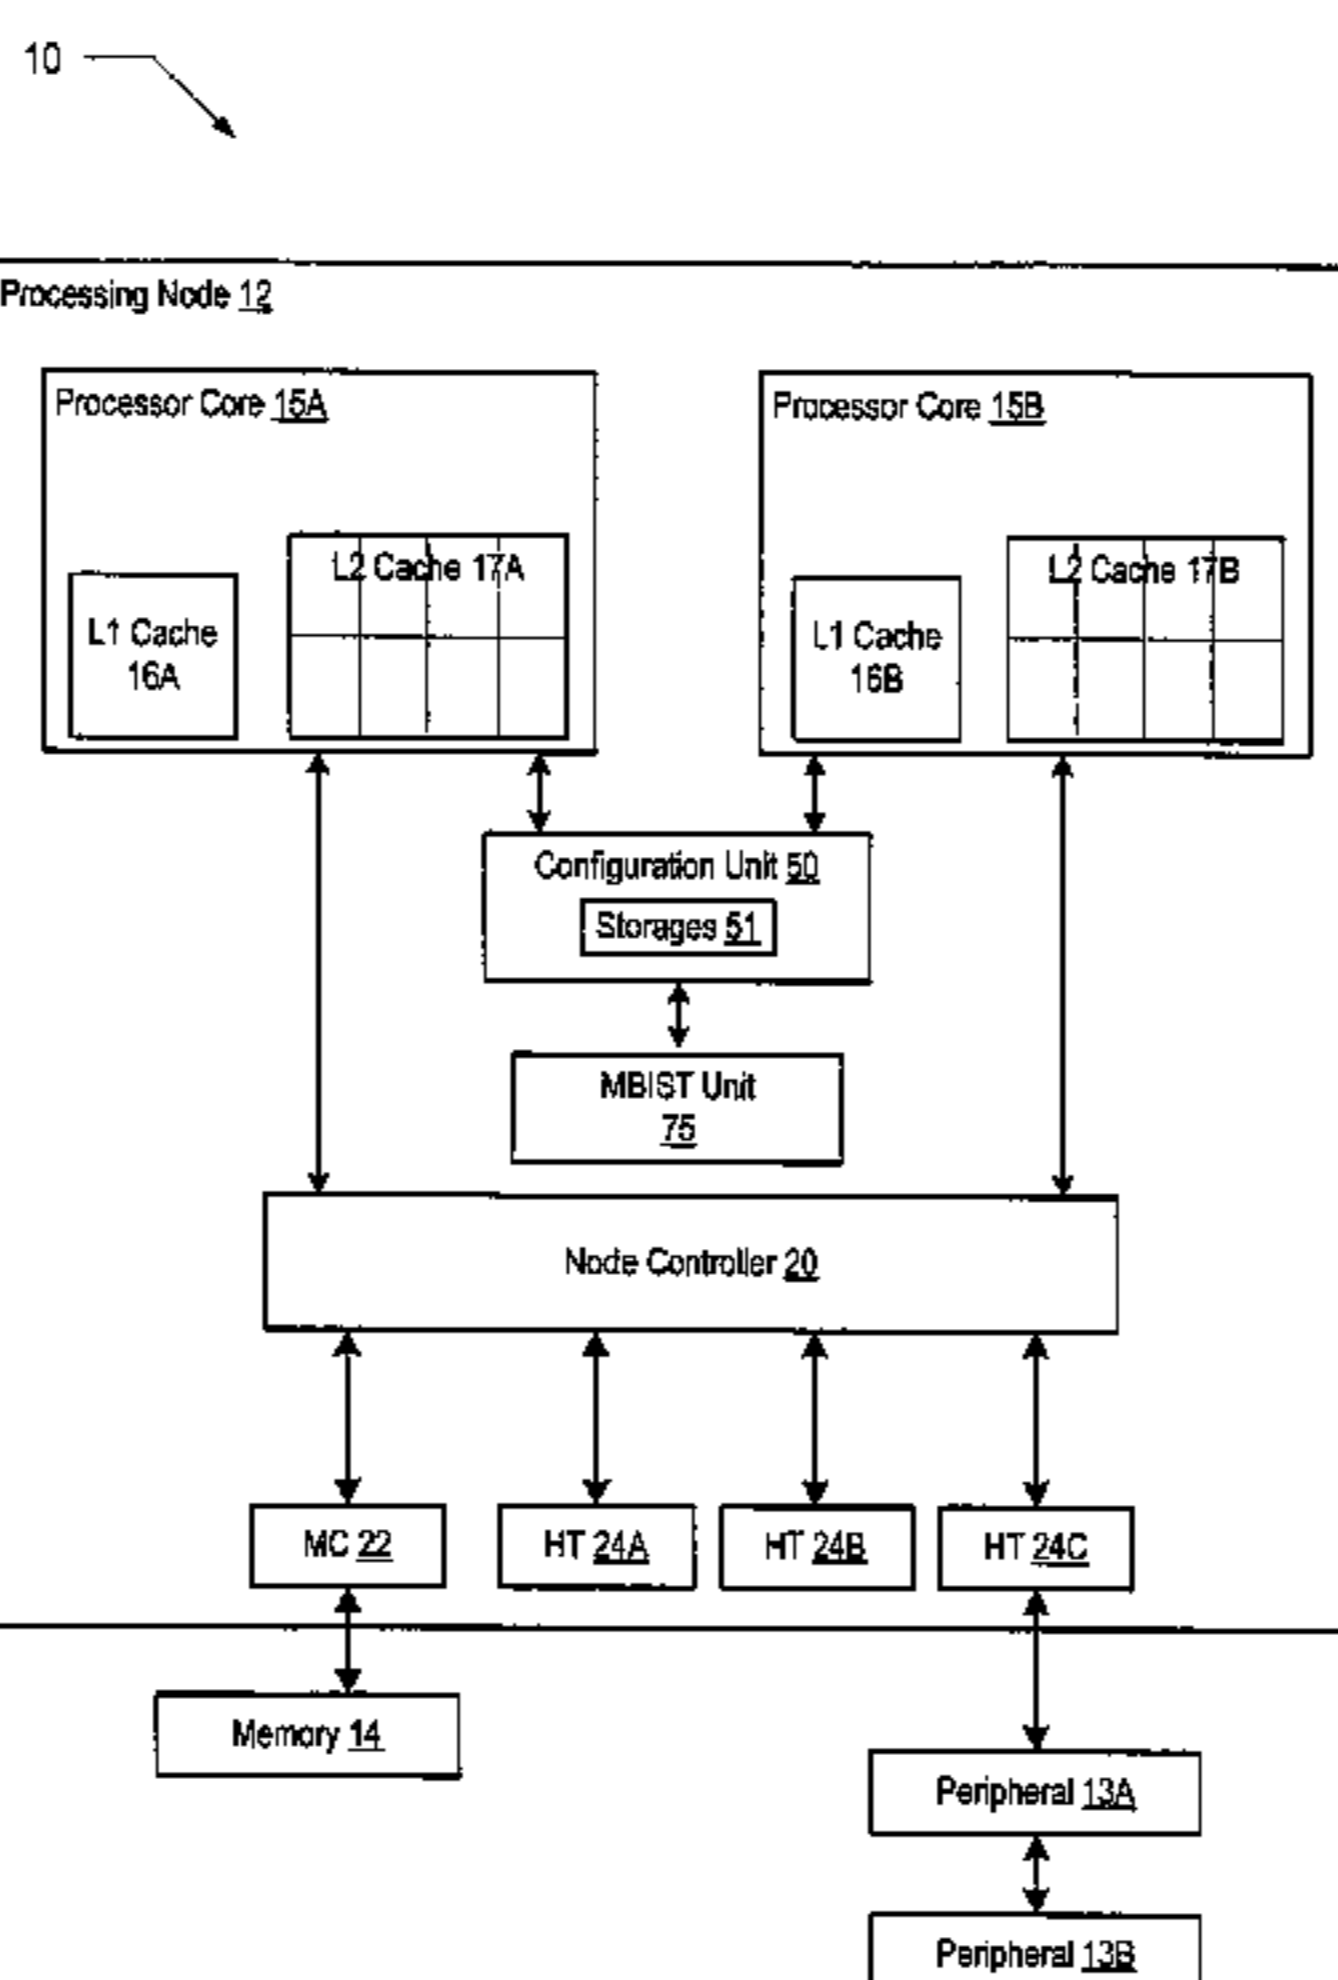 10
Processing Node 12
Processor Core 15A
Processor Core 15B
L2 Cache 17A
L2 Cache 17B
L1 Cache
16A
L1 Cache
16B
Configuration Unit 50
Storages 51
MBIST Unit
75
Node Controller 20
MC 22
HT 24A
HT 24B
HT 24C
Memory 14
Peripheral 13A
Peripheral 13B